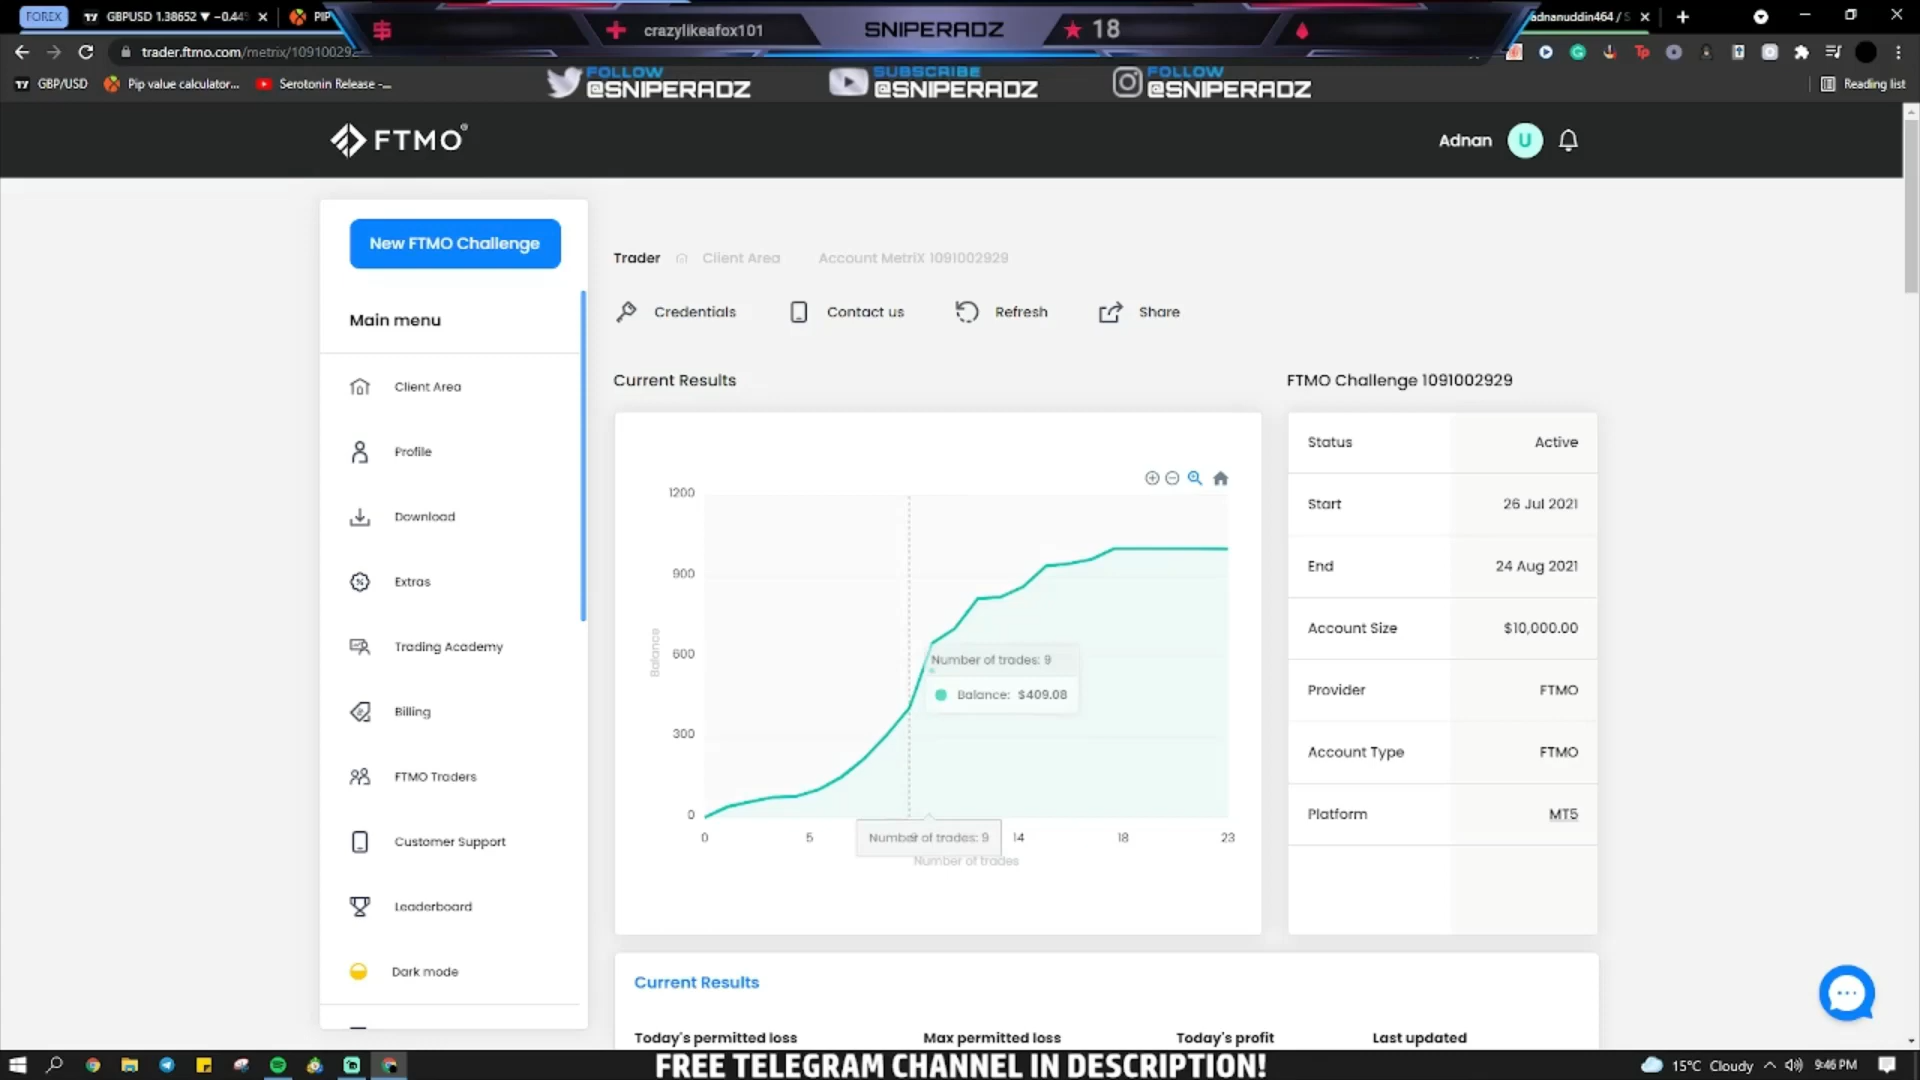 FOREX
GBPUSD 1.38652 ▼ −0.44%
PIP
crazylikeafox101
SNIPERADZ
18
adnanuddin464 / S
trader.ftmo.com/metrix/109100292
GBP/USD
Pip value calculator...
Serotonin Release -...
FOLLOW
@SNIPERADZ
SUBSCRIBE
@SNIPERADZ
FOLLOW
@SNIPERADZ
Reading list
FTMO®
Adnan
U
New FTMO Challenge
Main menu
Client Area
Profile
Download
Extras
Trading Academy
Billing
FTMO Traders
Customer Support
Leaderboard
Dark mode
Trader
Client Area
Account MetriX 1091002929
Credentials
Contact us
Refresh
Share
Current Results
1200
900
600
300
0
Balance
Number of trades: 9
Balance: $409.08
0
5
9
14
18
23
Number of trades: 9
Number of trades
FTMO Challenge 1091002929
Status Active
Start 26 Jul 2021
End 24 Aug 2021
Account Size $10,000.00
Provider FTMO
Account Type FTMO
Platform MT5
Current Results
Today's permitted loss
Max permitted loss
Today's profit
Last updated
FREE TELEGRAM CHANNEL IN DESCRIPTION!
15°C Cloudy
9:46 PM